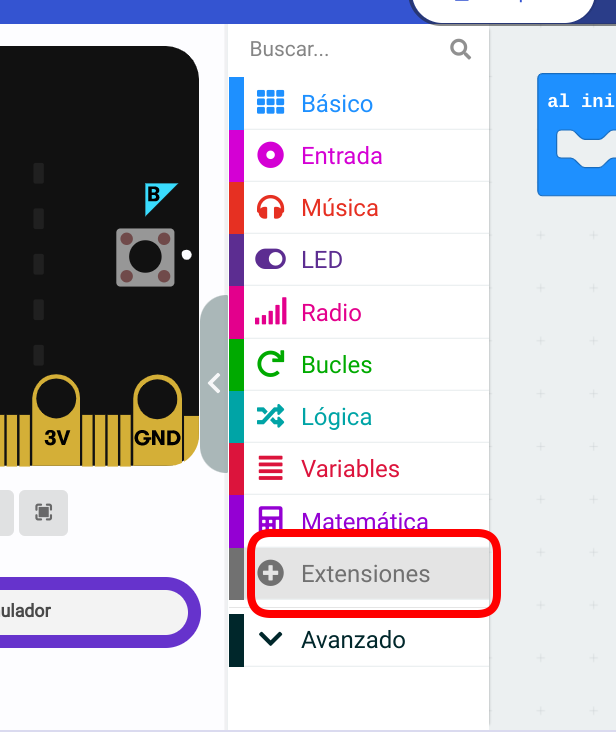 Buscar...
Básico
Entrada
Música
LED
Radio
Bucles
Lógica
Variables
Matemática
Extensiones
Avanzado
B
3V
GND
ulador
al ini